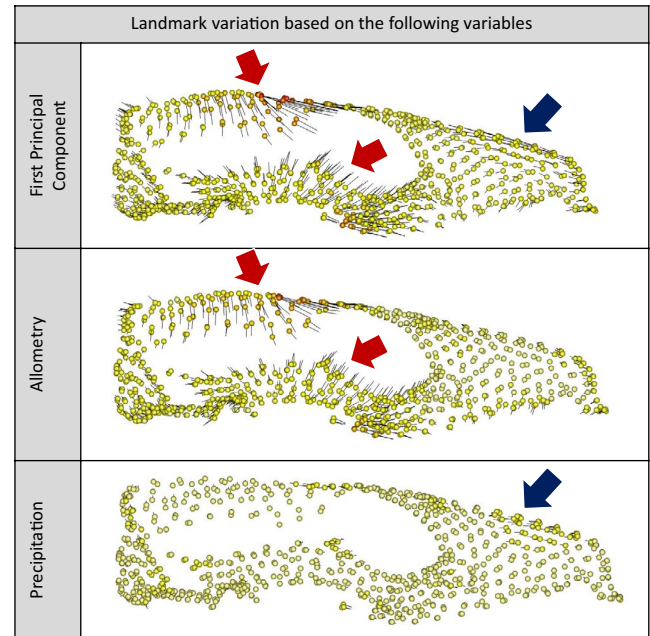 Landmark variation based on the following variables
First Principal
Component
Allometry
Precipitation